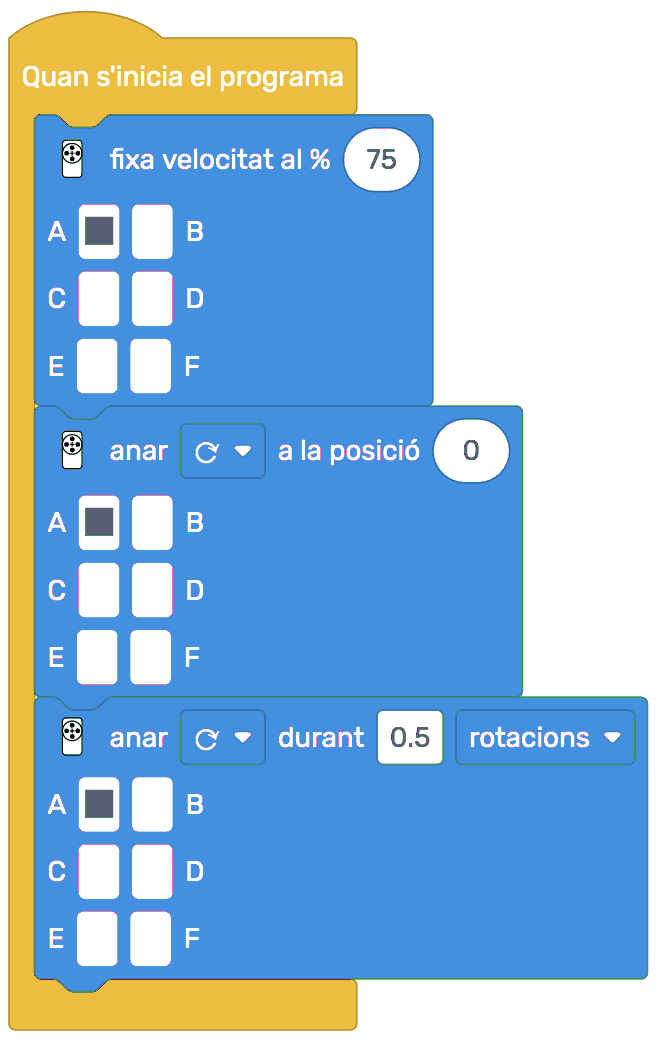 Quan s'inicia el programa
fixa velocitat al % 75
A B
C D
E F
anar a la posició 0
A B
C D
E F
anar durant 0.5 rotacions
A B
C D
E F